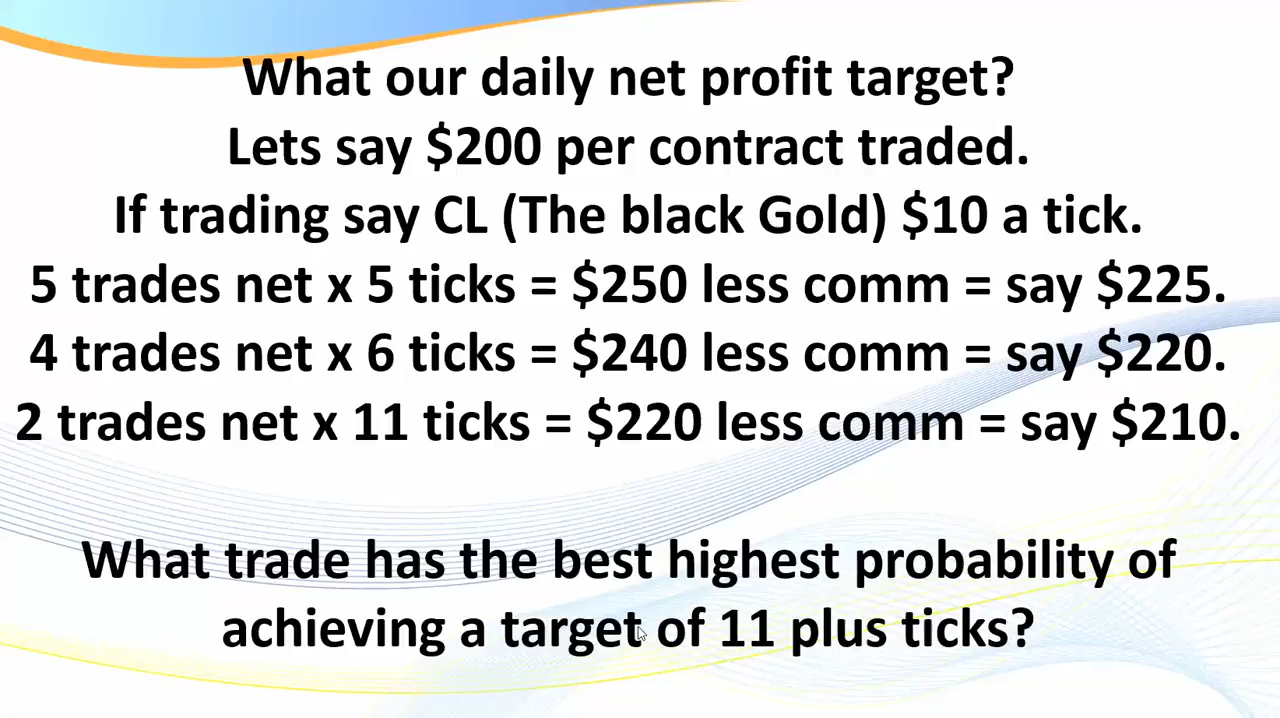 What our daily net profit target?
Lets say $200 per contract traded.
If trading say CL (The black Gold) $10 a tick.
5 trades net x 5 ticks = $250 less comm = say $225.
4 trades net x 6 ticks = $240 less comm = say $220.
2 trades net x 11 ticks = $220 less comm = say $210.
What trade has the best highest probability of
achieving a target of 11 plus ticks?